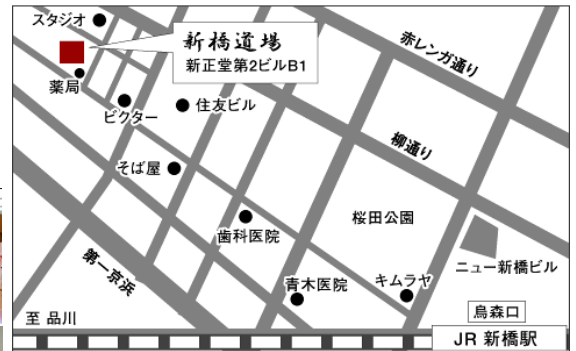 スタジオ
新橋道場
新正堂第2ビルB1
赤レンガ通り
薬局
ビクター
住友ビル
柳通り
そば屋
歯科医院
桜田公園
第一京浜
青木医院
キムラヤ
ニュー新橋ビル
烏森口
至 品川
JR 新橋駅